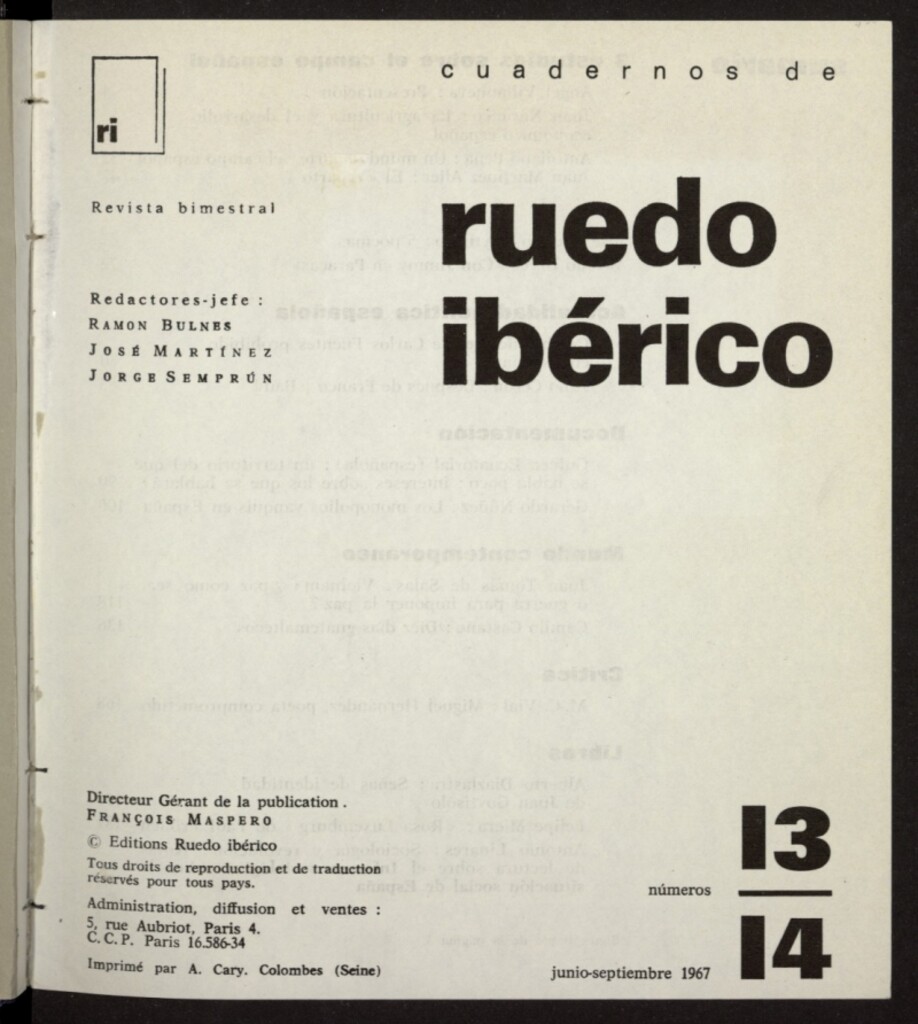 ri
cuadernos de
ruedo
ibérico
Revista bimestral
Redactores-jefe :
RAMON BULNES
JOSÉ MARTÍNEZ
JORGE SEMPRÚN
Directeur Gérant de la publication.
FRANÇOIS MASPERO
© Editions Ruedo ibérico
Tous droits de reproduction et de traduction
réservés pour tous pays.
Administration, diffusion et ventes :
5, rue Aubriot, Paris 4.
C.C.P. Paris 16.586-34
Imprimé par A. Cary. Colombes (Seine)
números
13
14
junio-septiembre 1967